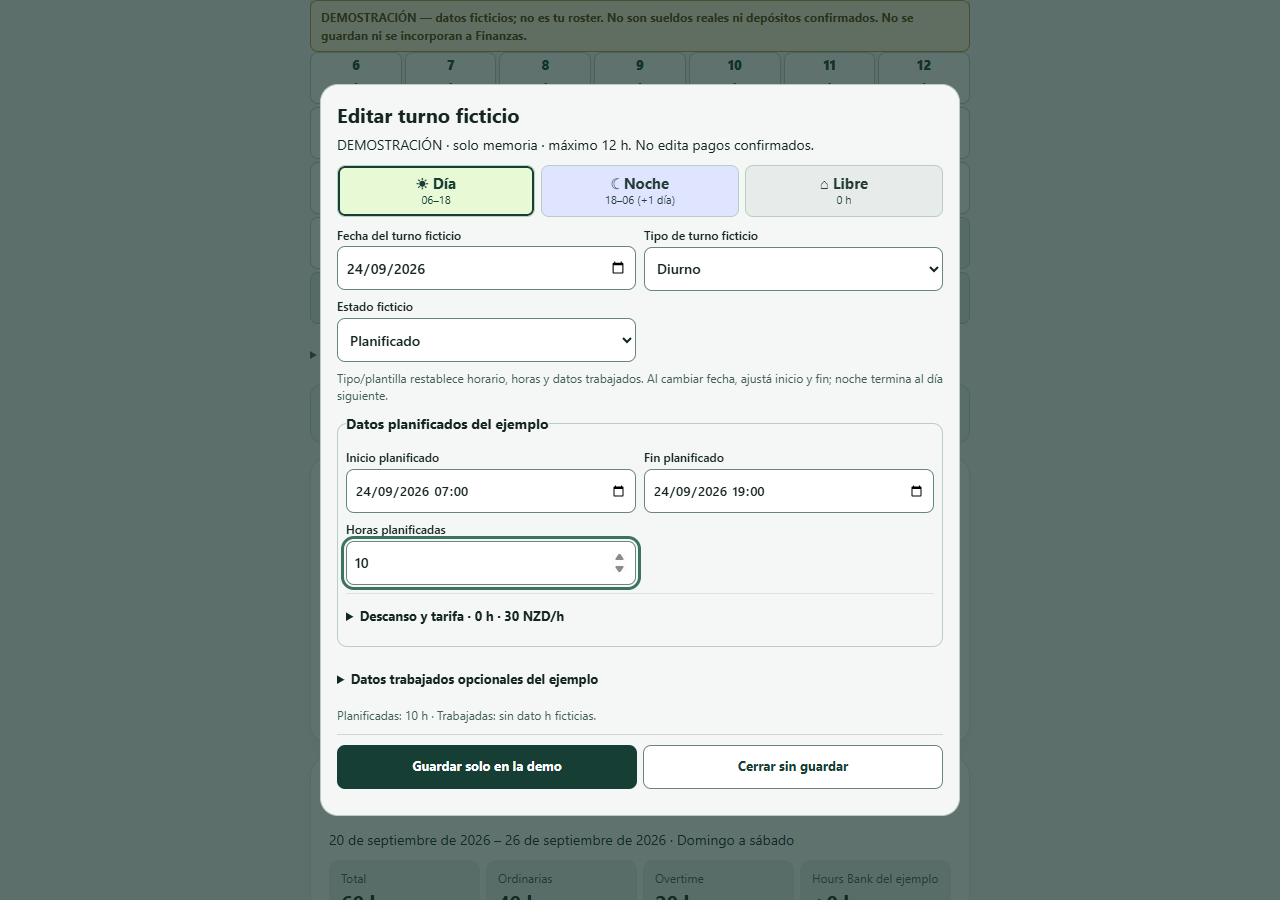 DEMOSTRACIÓN — datos ficticios; no es tu roster. No son sueldos reales ni depósitos confirmados. No se
guardan ni se incorporan a Finanzas.
6 7 8 9 10 11 12
Editar turno ficticio
DEMOSTRACIÓN · solo memoria · máximo 12 h. No edita pagos confirmados.
☀ Día ☾ Noche ⌂ Libre
06–18 18–06 (+1 día) 0 h
Fecha del turno ficticio Tipo de turno ficticio
24/09/2026 Diurno
Estado ficticio
Planificado
Tipo/plantilla restablece horario, horas y datos trabajados. Al cambiar fecha, ajustá inicio y fin; noche termina al día
siguiente.
Datos planificados del ejemplo
Inicio planificado Fin planificado
24/09/2026 07:00 24/09/2026 19:00
Horas planificadas
10
Descanso y tarifa · 0 h · 30 NZD/h
Datos trabajados opcionales del ejemplo
Planificadas: 10 h · Trabajadas: sin dato h ficticias.
Guardar solo en la demo Cerrar sin guardar
20 de septiembre de 2026 – 26 de septiembre de 2026 · Domingo a sábado
Total Ordinarias Overtime Hours Bank del ejemplo